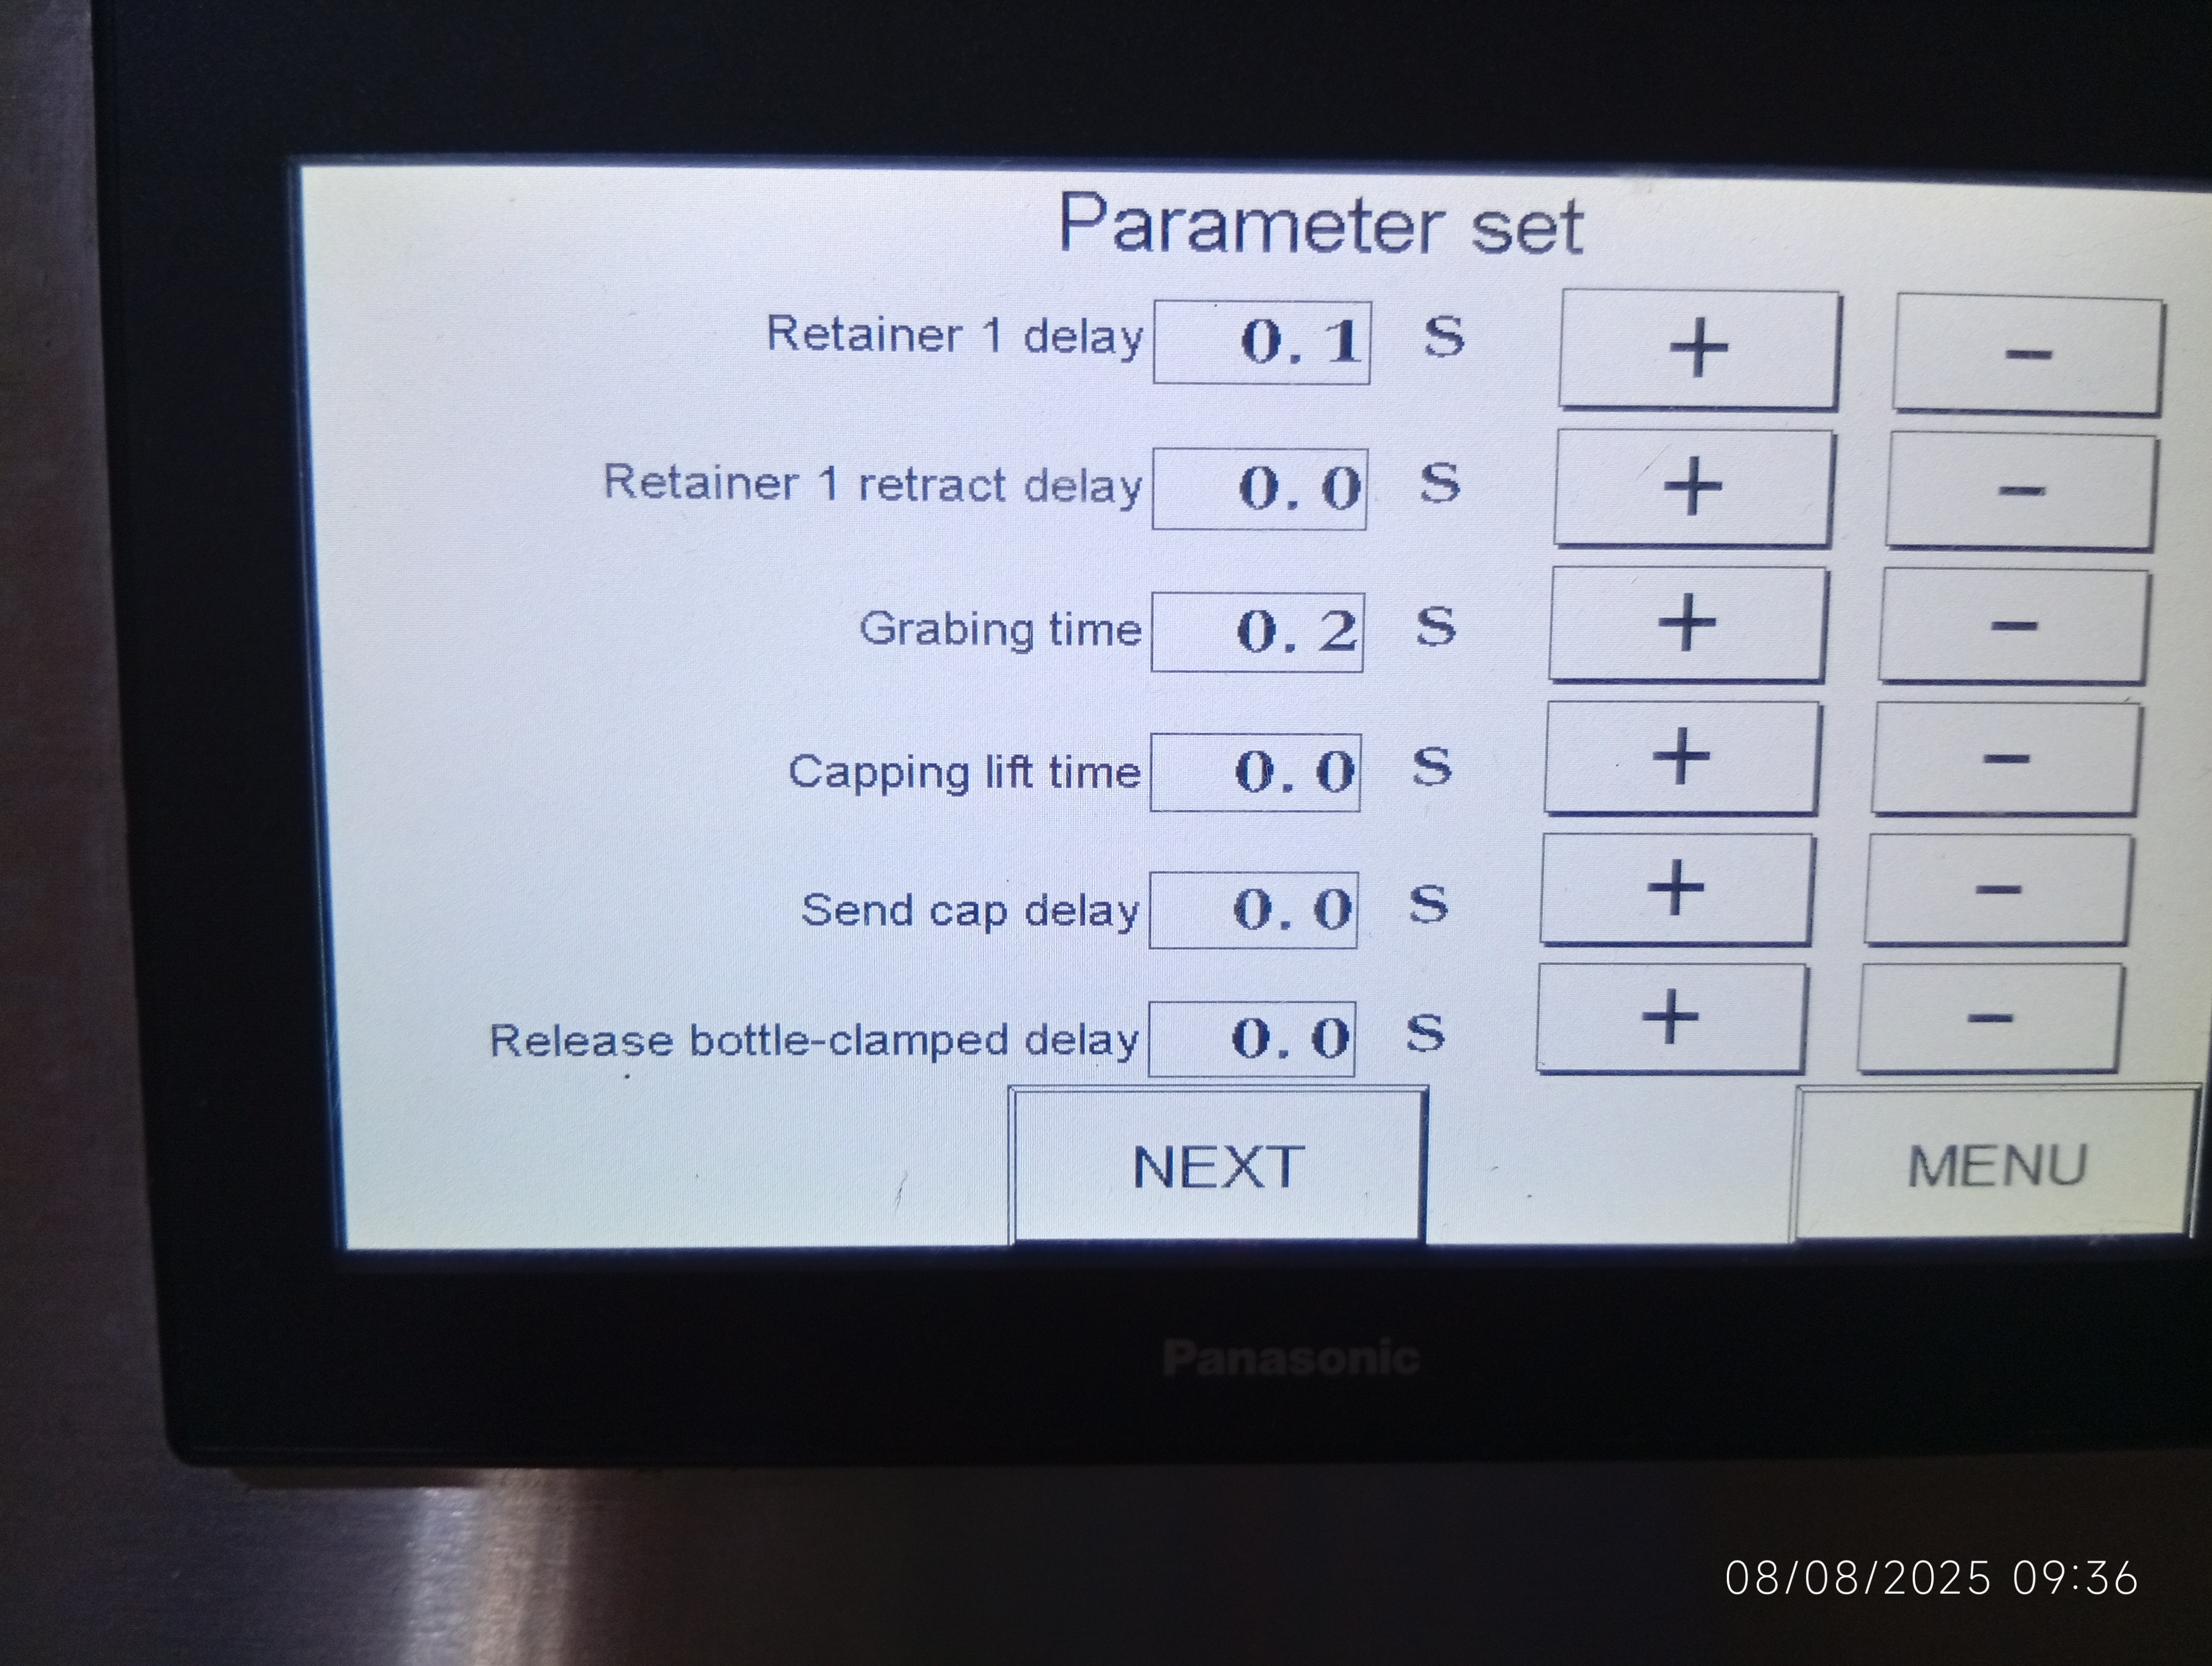 Parameter set
Retainer 1 delay 0.1 S + −
Retainer 1 retract delay 0.0 S + −
Grabing time 0.2 S + −
Capping lift time 0.0 S + −
Send cap delay 0.0 S + −
Release bottle-clamped delay 0.0 S + −
NEXT MENU
Panasonic
08/08/2025 09:36